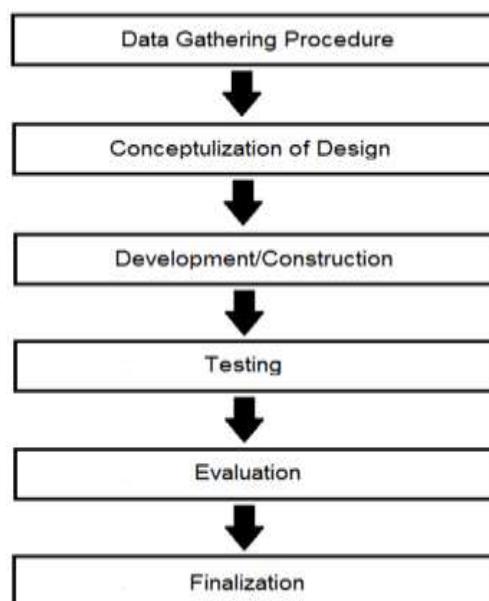 Data Gathering Procedure
Conceptulization of Design
Development/Construction
Testing
Evaluation
Finalization